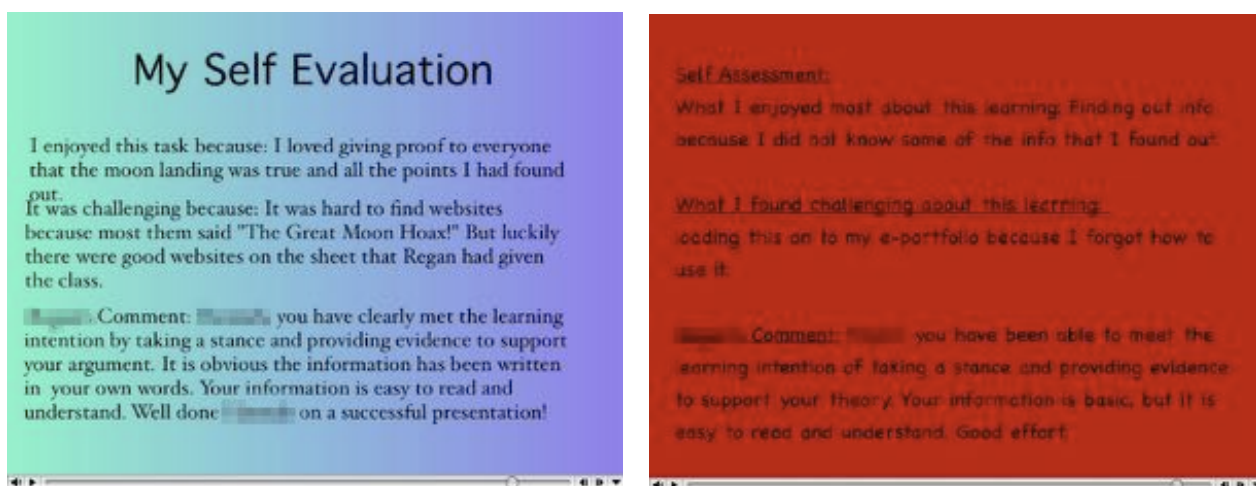 My Self Evaluation
I enjoyed this task because: I loved giving proof to everyone
that the moon landing was true and all the points I had found
out.
It was challenging because: It was hard to find websites
because most them said "The Great Moon Hoax!" But luckily
there were good websites on the sheet that Regan had given
the class.
Comment: you have clearly met the learning
intention by taking a stance and providing evidence to support
your argument. It is obvious the information has been written
in your own words. Your information is easy to read and
understand. Well done on a successful presentation!
Self Assessment:
What I enjoyed most about this learning: Finding out info
because I did not know some of the info that I found out.
What I found challenging about this learning:
loading this on to my e-portfolio because I forgot how to
use it.
Comment: you have been able to meet the
learning intention of taking a stance and providing evidence
to support your theory. Your information is basic, but it is
easy to read and understand. Good effort.